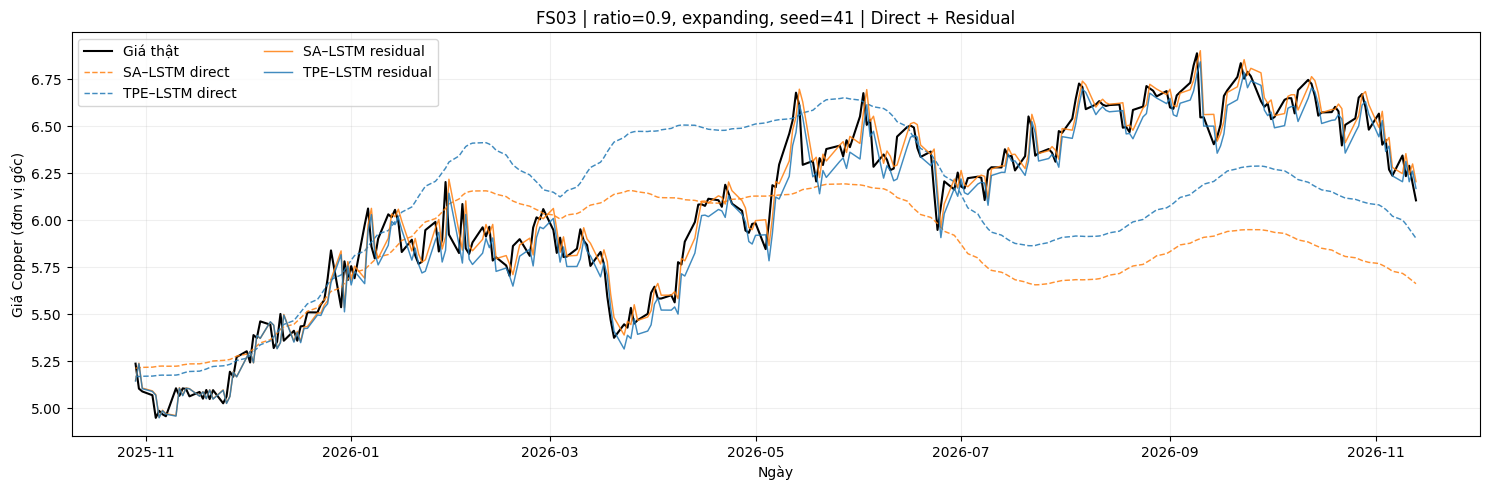 FS03 | ratio=0.9, expanding, seed=41 | Direct + Residual
Giá thật
SA–LSTM direct
TPE–LSTM direct
SA–LSTM residual
TPE–LSTM residual
Giá Copper (đơn vị gốc)
6.75
6.50
6.25
6.00
5.75
5.50
5.25
5.00
2025-11
2026-01
2026-03
2026-05
2026-07
2026-09
2026-11
Ngày